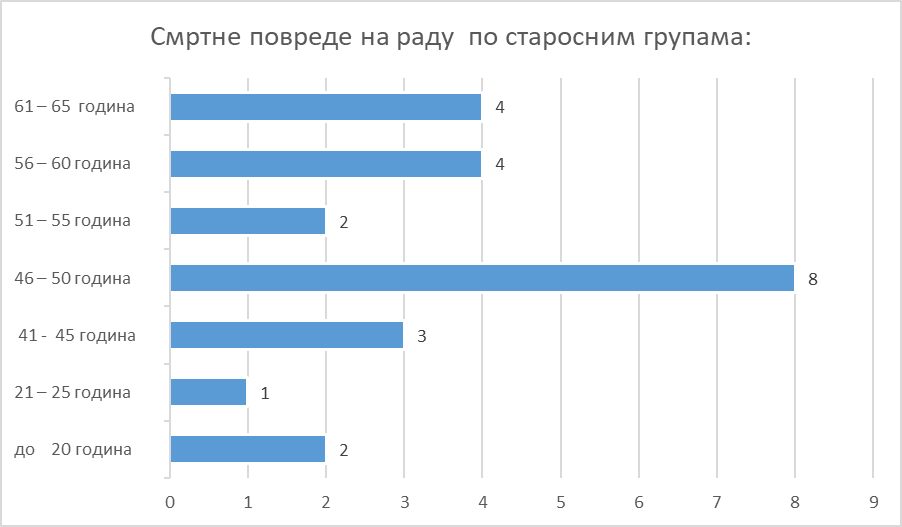 Смртне повреде на раду  по старосним групама:
61 – 65  година
4
56 – 60 година
4
51 – 55 година
2
46 – 50 година
8
41 -  45 година
3
21 – 25 година
1
до    20 година
2
0 1 2 3 4 5 6 7 8 9